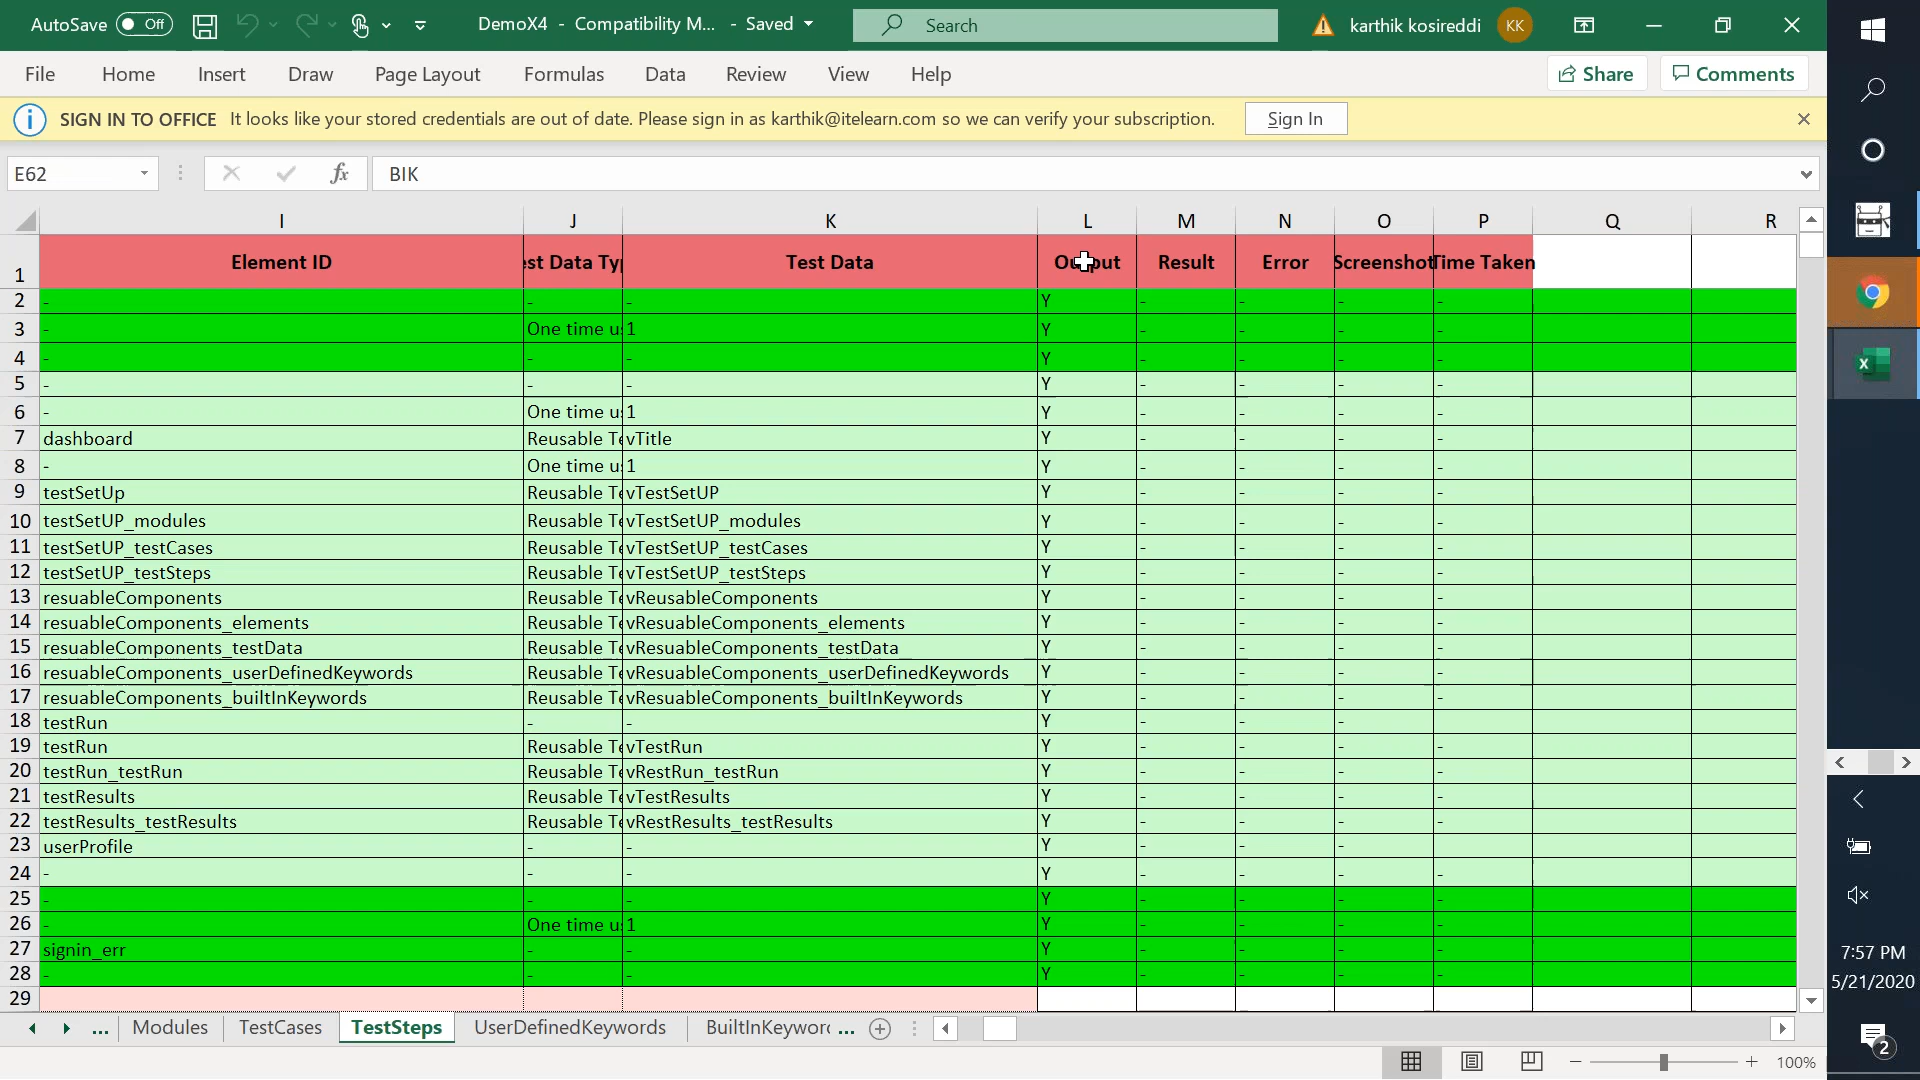 AutoSave Off DemoX4 - Compatibility M... - Saved Search karthik kosireddi KK
File Home Insert Draw Page Layout Formulas Data Review View Help Share Comments
SIGN IN TO OFFICE It looks like your stored credentials are out of date. Please sign in as karthik@itelearn.com so we can verify your subscription. Sign In
E62 fx BIK
I J K L M N O P Q R
1 Element ID est Data Typ Test Data Output Result Error Screenshot Time Taken
2 - - - Y - - - -
3 - One time us 1 Y - - - -
4 - - - Y - - - -
5 - - - Y - - - -
6 - One time us 1 Y - - - -
7 dashboard Reusable Te vTitle Y - - - -
8 - One time us 1 Y - - - -
9 testSetUp Reusable Te vTestSetUP Y - - - -
10 testSetUP_modules Reusable Te vTestSetUP_modules Y - - - -
11 testSetUP_testCases Reusable Te vTestSetUP_testCases Y - - - -
12 testSetUP_testSteps Reusable Te vTestSetUP_testSteps Y - - - -
13 resuableComponents Reusable Te vReusableComponents Y - - - -
14 resuableComponents_elements Reusable Te vResuableComponents_elements Y - - - -
15 resuableComponents_testData Reusable Te vResuableComponents_testData Y - - - -
16 resuableComponents_userDefinedKeywords Reusable Te vResuableComponents_userDefinedKeywords Y - - - -
17 resuableComponents_builtInKeywords Reusable Te vResuableComponents_builtInKeywords Y - - - -
18 testRun - - Y - - -
19 testRun Reusable Te vTestRun Y - - - -
20 testRun_testRun Reusable Te vRestRun_testRun Y - - - -
21 testResults Reusable Te vTestResults Y - - - -
22 testResults_testResults Reusable Te vRestResults_testResults Y - - - -
23 userProfile - - Y - - -
24 - - - Y - - - -
25 - - - Y - - - -
26 - One time us 1 Y - - - -
27 signin_err - - Y - - - -
28 - - - Y - - - -
29
... Modules TestCases TestSteps UserDefinedKeywords BuiltInKeywor ...
100%
7:57 PM
5/21/2020
2